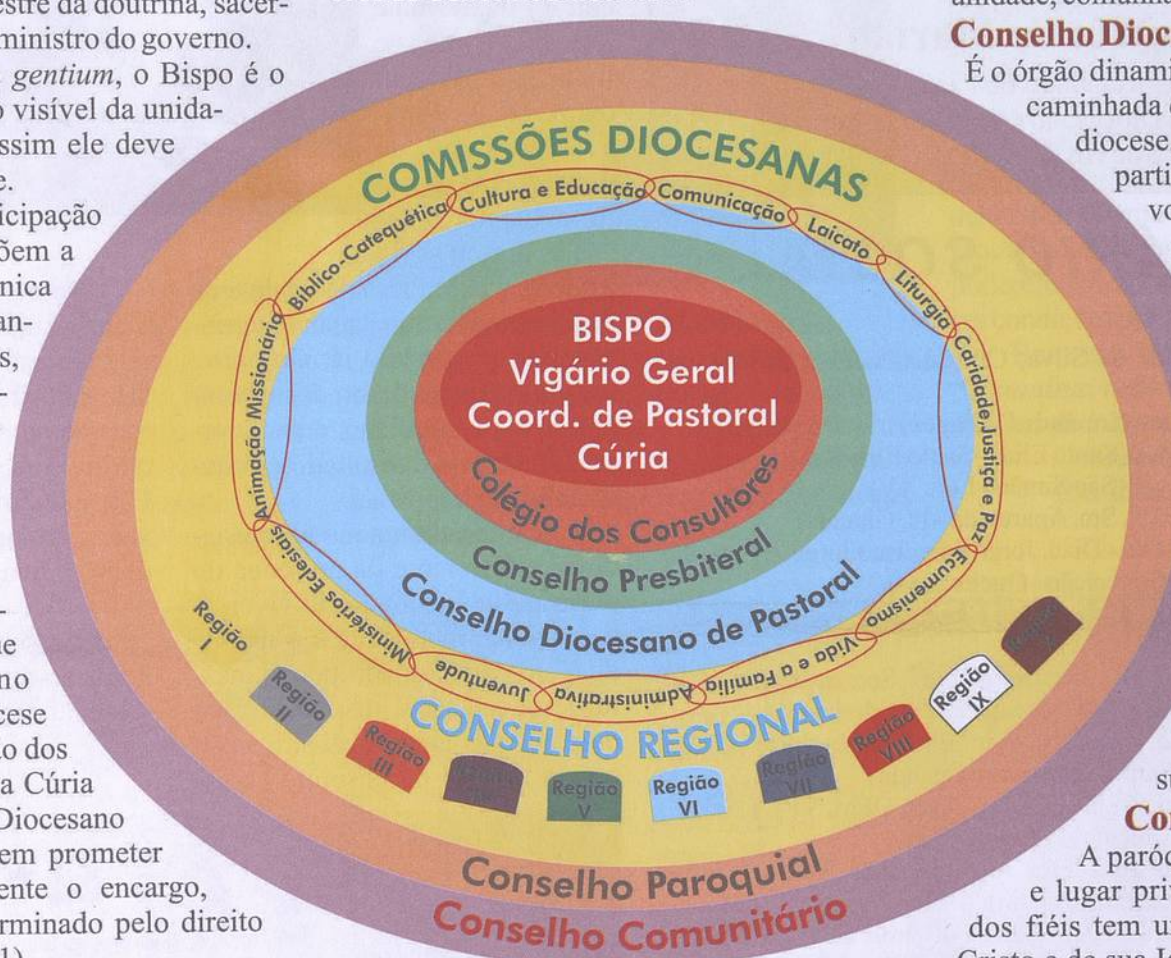 estre da doutrina, sacer-
ministro do governo.
gentium, o Bispo é o
o visível da unida-
ssim ele deve
e.
icipação
õem a
nica
an-
s,
-
-
ue
no
cese
o dos
a Cúria
Diocesano
em prometer
ente o encargo,
rminado pelo direito
COMISSÕES DIOCESANAS
Animação Missionária
Bíblico-Catequética
Cultura e Educação
Comunicação
Laicato
Liturgia
Caridade, Justiça e Paz
Ecumenismo
Vida e a Família
Administrativa
Juventude
Ministérios Eclesiais
BISPO
Vigário Geral
Coord. de Pastoral
Cúria
Colégio dos Consultores
Conselho Presbiteral
Conselho Diocesano de Pastoral
CONSELHO REGIONAL
Região
I
Região
II
Região
III
Região
V
Região
VI
Região
VII
Região
VIII
Região
IX
Região
Conselho Paroquial
Conselho Comunitário
Conselho Dioc
É o órgão dinami
caminhada
diocese
parti
vo
su
Co
A paróc
e lugar pri
dos fiéis tem u